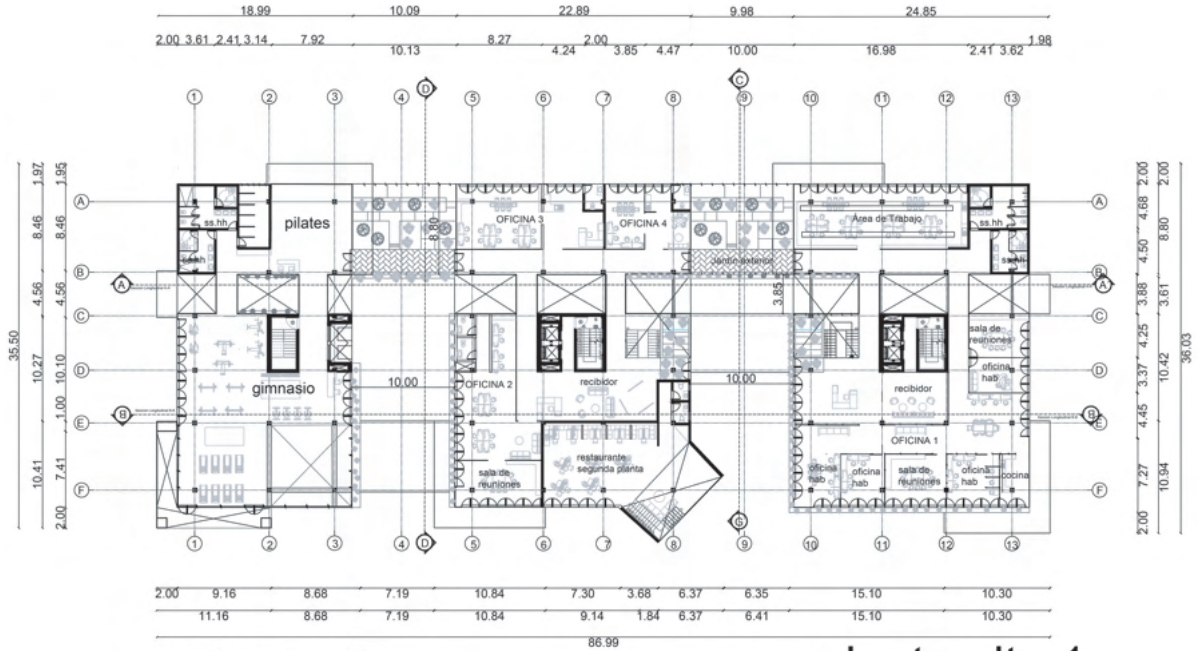 18.99 10.09 22.89 9.98 24.85
2.00 3.61 2.41 3.14 7.92 8.27 2.00 1.98
10.13 4.24 3.85 4.47 10.00 16.98 2.41 3.62
D C
1 2 3 4 5 6 7 8 9 10 11 12 13
35.50
1.97 8.46 4.56 10.27 10.41
1.95 8.46 4.56 10.10 1.00 7.41 2.00
2.00 4.68 4.50 3.88 4.25 3.37 4.45 7.27 2.00
2.00 8.80 3.61 10.42 10.94
36.03
A A
pilates
OFICINA 3
OFICINA 4
Área de Trabajo
ss.hh
8.80
Jardín exterior
B B
A A
3.85
C C
sala de
reuniones
D D
oficina
hab
gimnasio
10.00
OFICINA 2
recibidor
10.00
recibidor
B B
E E
OFICINA 1
restaurante
segunda planta
sala de
reuniones
oficina
hab
oficina
hab
sala de
reuniones
oficina
hab
cocina
F F
1 2 3 4 D 5 6 7 8 G 9 10 11 12 13
2.00 9.16 8.68 7.19 10.84 7.30 3.68 6.37 6.35 15.10 10.30
11.16 8.68 7.19 10.84 9.14 1.84 6.37 6.41 15.10 10.30
86.99